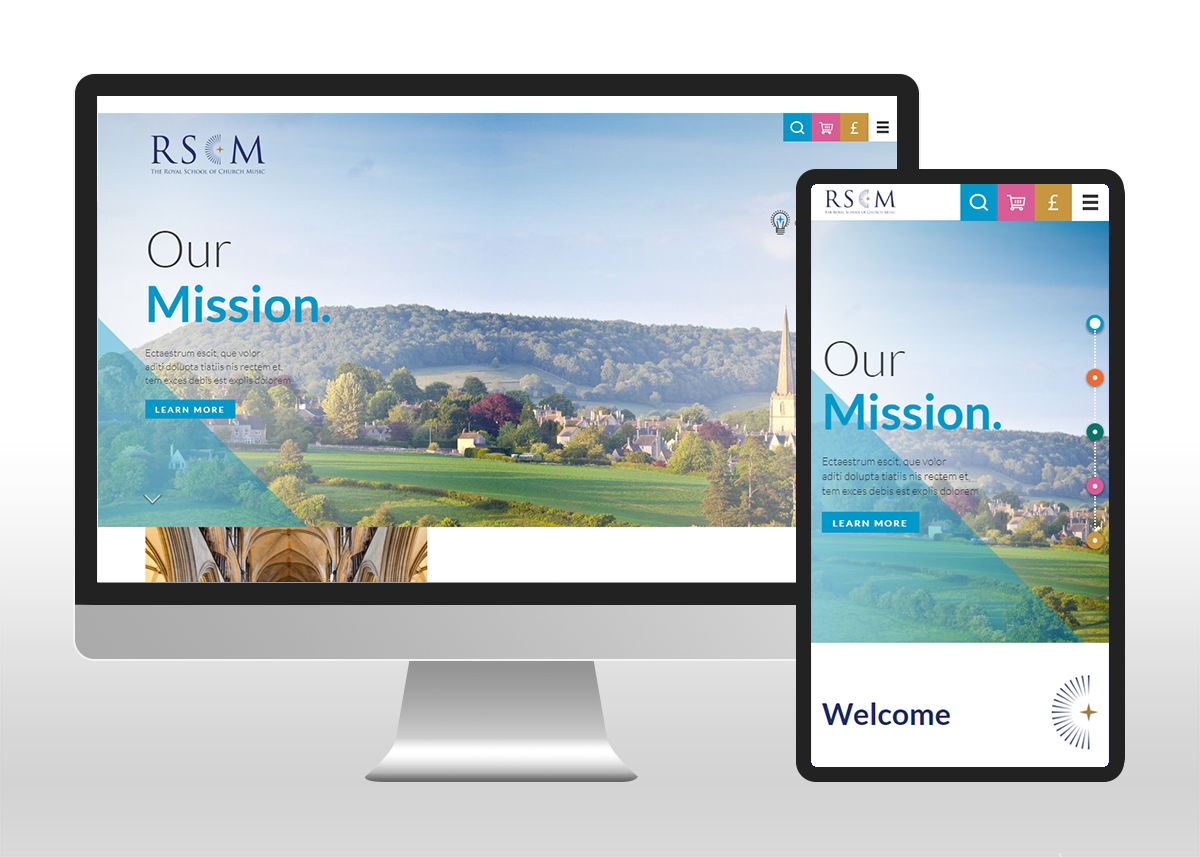 RSCM
THE ROYAL SCHOOL OF CHURCH MUSIC
£
Our
Mission.
Ectaestrum escit, que volor
aditi dolupta tiatiis nis rectem et,
tem exces debis est explis dolorem
LEARN MORE
RSCM
THE ROYAL SCHOOL OF CHURCH MUSIC
£
Our
Mission.
Ectaestrum escit, que volor
aditi dolupta tiatiis nis rectem et,
tem exces debis est explis dolorem
LEARN MORE
Welcome